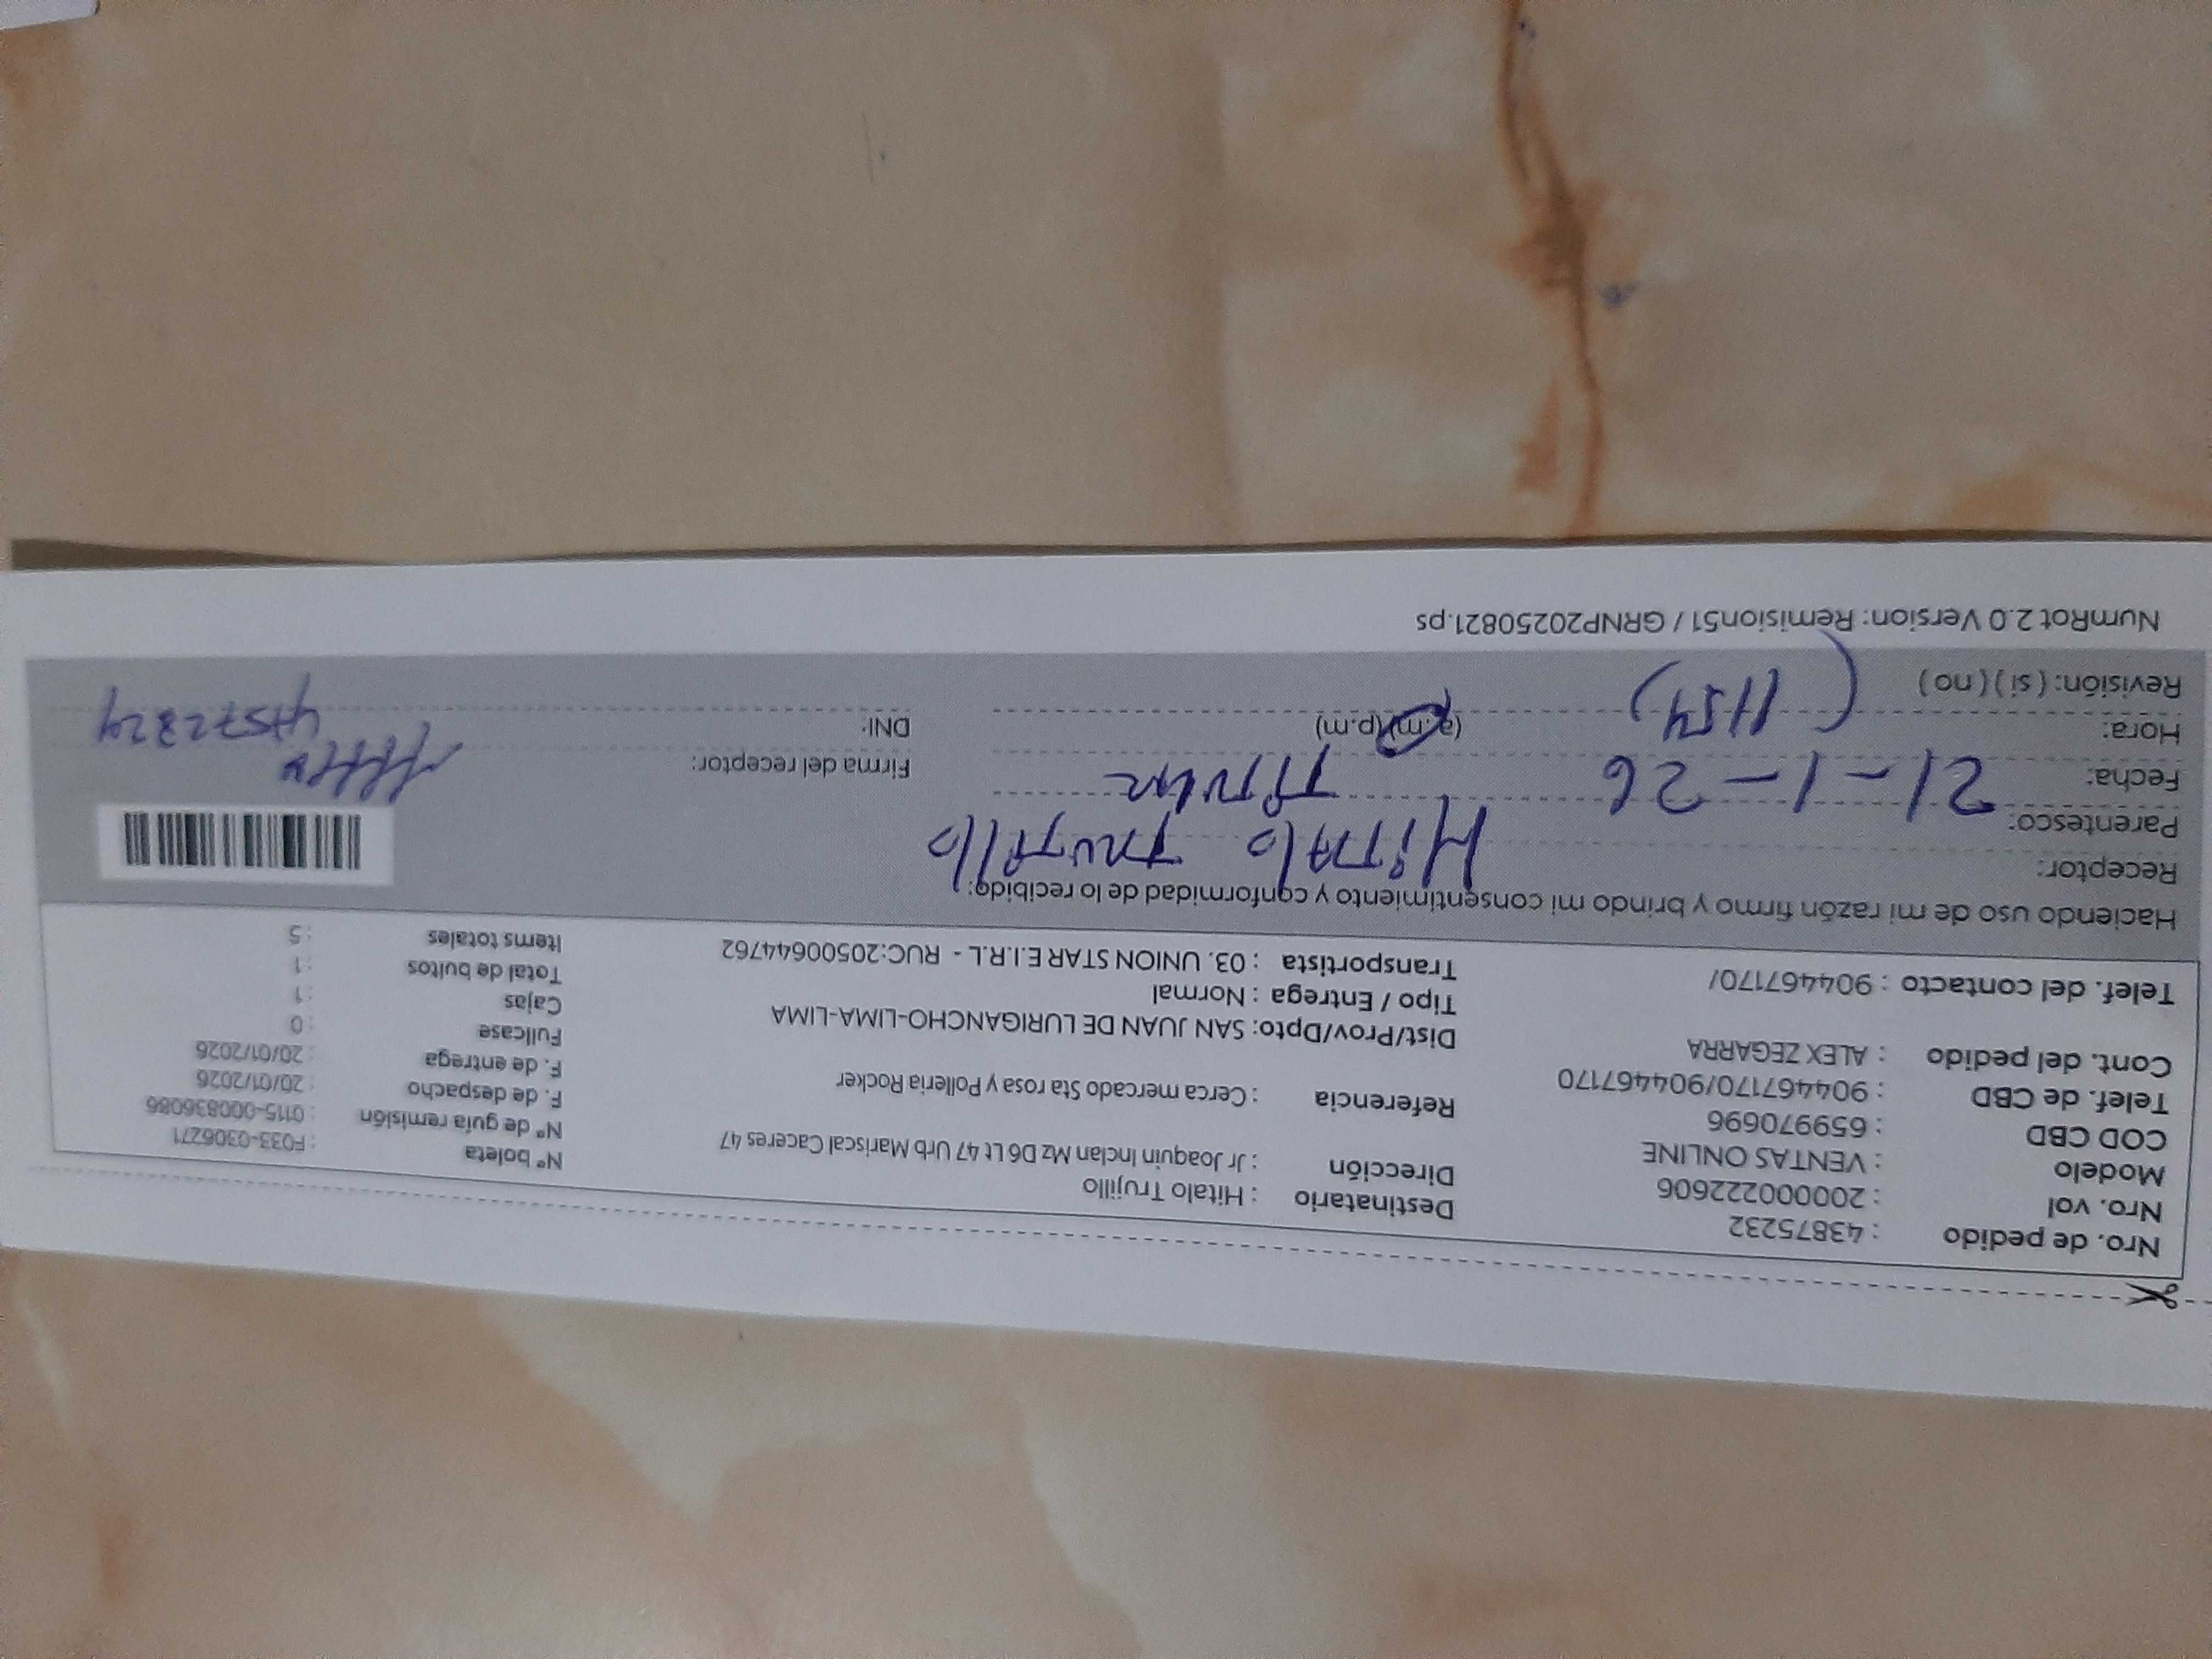 Nro. de pedido : 43875232
Nro. vol : 20000022606
Modelo : VENTAS ONLINE
COD CBD : 659970696
Telef. de CBD : 904467170/904467170
Cont. del pedido : ALEX ZEGARRA
Telef. del contacto : 904467170/
Destinatario : Hitalo Trujillo
Dirección : Jr Joaquin Inclan Mz D6 Lt 47 Urb Mariscal Caceres 47
Referencia : Cerca mercado Sta rosa y Polleria Rocker
Dist/Prov/Dpto: SAN JUAN DE LURIGANCHO-LIMA-LIMA
Tipo / Entrega : Normal
Transportista : 03. UNION STAR E.I.R.L - RUC:20500644762
Nº boleta : F033-0306271
Nº de guía remisión : 0115-000836086
F. de despacho : 20/01/2026
F. de entrega : 20/01/2026
Fullcase : 0
Cajas : 1
Total de bultos : 1
Items totales : 5
Haciendo uso de mi razón firmo y brindo mi consentimiento y conformidad de lo recibido:
Receptor: Hitalo Trujillo
Parentesco: Titular
Fecha: 21-1-26
Hora: (1154) (a.m) (p.m)
Revisión: ( si ) ( no )
Firma del receptor:
DNI:
NumRot 2.0 Version: Remision51 / GRNP20250821.ps